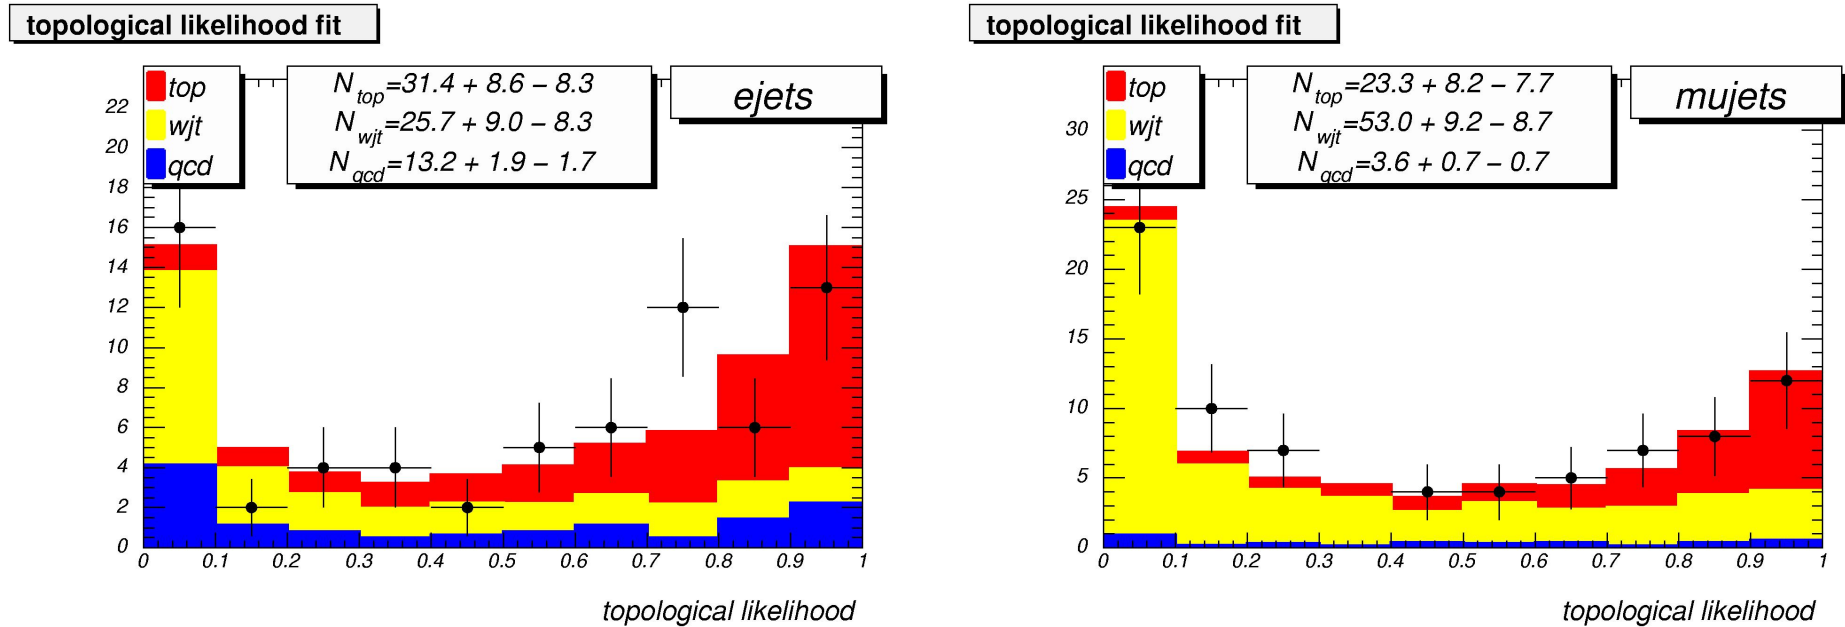 topological likelihood fit
top
wjt
qcd
N top=31.4 + 8.6 − 8.3
N wjt=25.7 + 9.0 − 8.3
N qcd=13.2 + 1.9 − 1.7
ejets
22
20
18
16
14
12
10
8
6
4
2
0
0 0.1 0.2 0.3 0.4 0.5 0.6 0.7 0.8 0.9 1
topological likelihood
topological likelihood fit
top
wjt
qcd
N top=23.3 + 8.2 − 7.7
N wjt=53.0 + 9.2 − 8.7
N qcd=3.6 + 0.7 − 0.7
mujets
30
25
20
15
10
5
0
0 0.1 0.2 0.3 0.4 0.5 0.6 0.7 0.8 0.9 1
topological likelihood